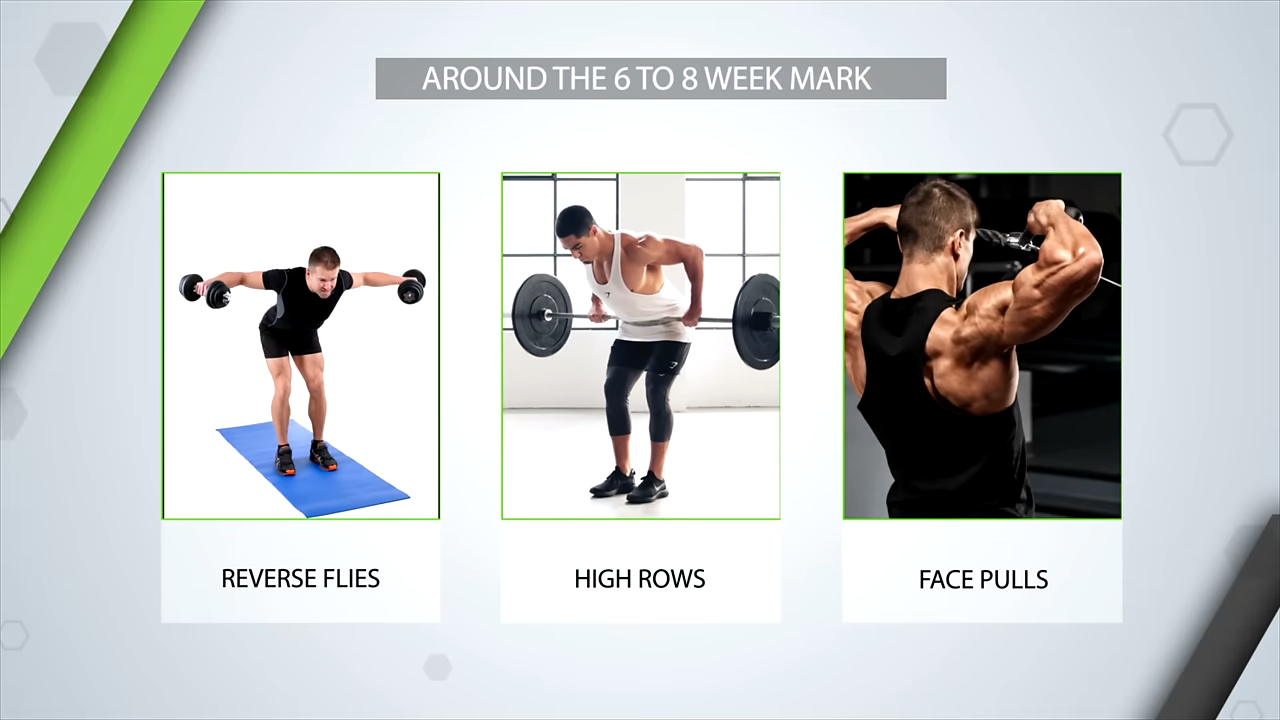 AROUND THE 6 TO 8 WEEK MARK
REVERSE FLIES
HIGH ROWS
FACE PULLS